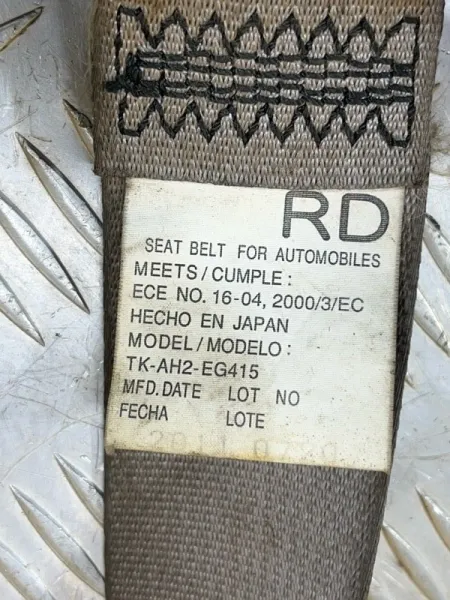 RD
SEAT BELT FOR AUTOMOBILES
MEETS/CUMPLE:
ECE NO. 16-04, 2000/3/EC
HECHO EN JAPAN
MODEL/MODELO:
TK-AH2-EG415
MFD.DATE LOT NO
FECHA LOTE
2011